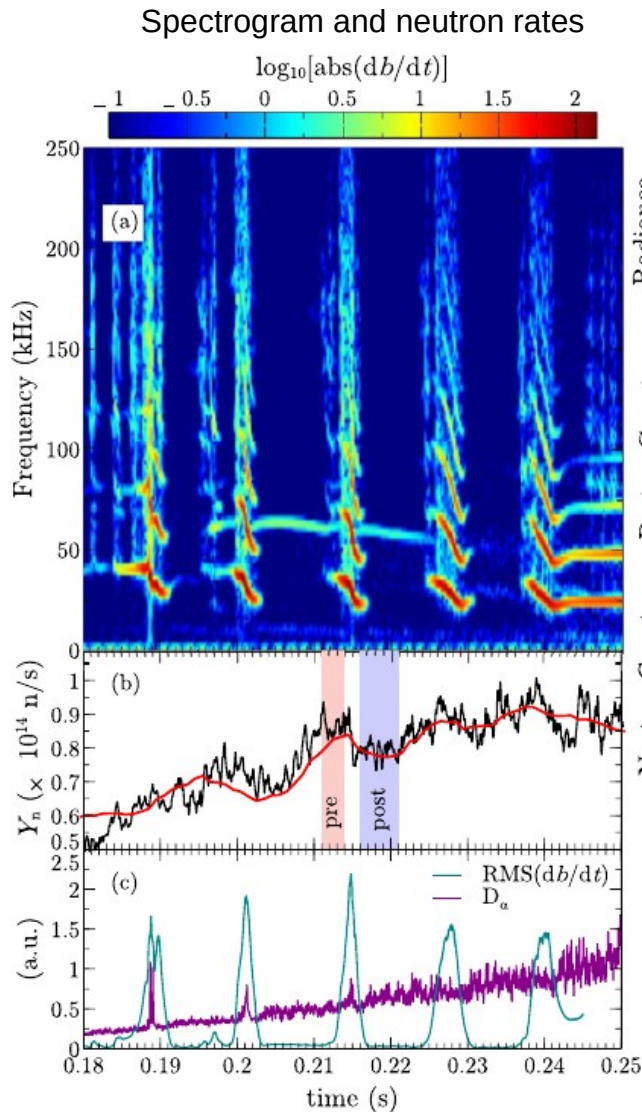 Spectrogram and neutron rates
log₁₀[abs(db/dt)]
−1 −0.5 0 0.5 1 1.5 2
250
(a)
200
150
100
50
0
Frequency (kHz)
Radiance
(b)
1
0.9
0.8
0.7
0.6
0.5
Yₙ (× 10¹⁴ n/s)
pre
post
(c)
RMS(db/dt)
Dα
2.5
2
1.5
1
0.5
0
(a.u.)
0.18 0.19 0.2 0.21 0.22 0.23 0.24 0.25
time (s)